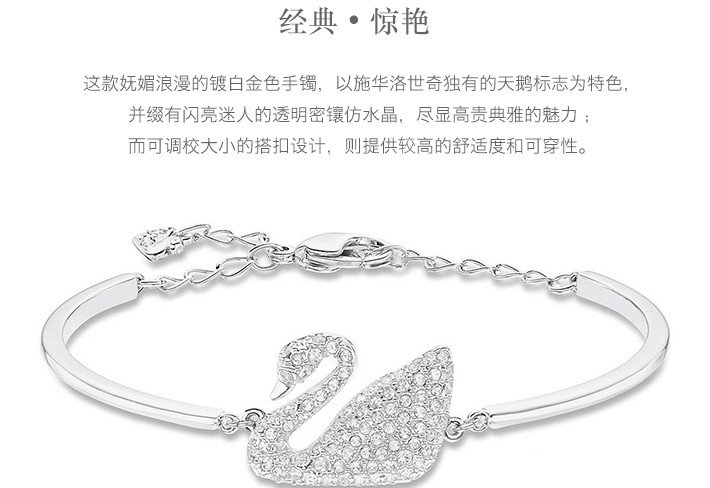 经典·惊艳
这款妩媚浪漫的镀白金色手镯，以施华洛世奇独有的天鹅标志为特色，
并缀有闪亮迷人的透明密镶仿水晶，尽显高贵典雅的魅力；
而可调校大小的搭扣设计，则提供较高的舒适度和可穿性。